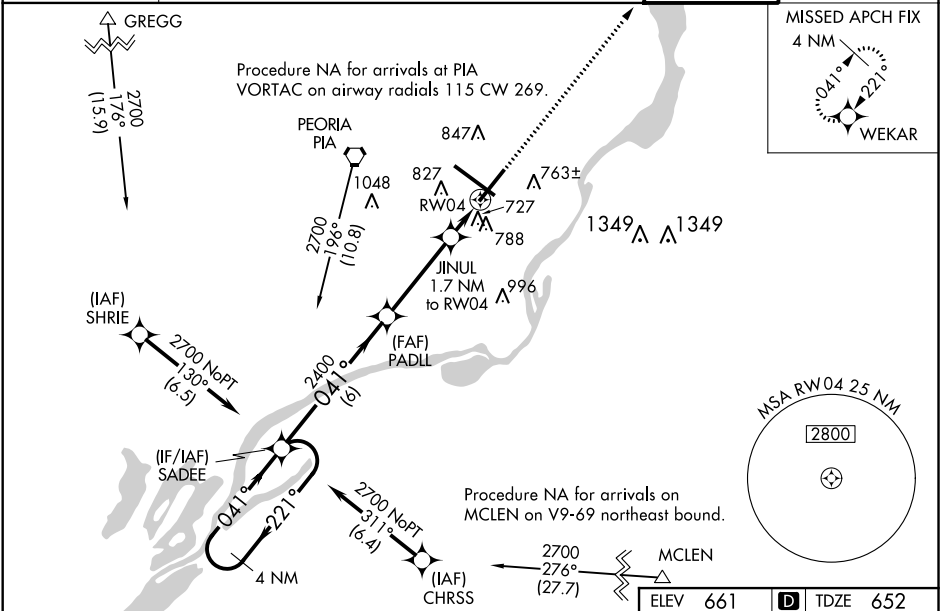 GREGG
2700
176°
(15.9)
Procedure NA for arrivals at PIA
VORTAC on airway radials 115 CW 269.
MISSED APCH FIX
4 NM
041°
221°
WEKAR
PEORIA
PIA
847
1048
827
763±
RW04
727
788
1349
1349
2700
196°
(10.8)
JINUL
1.7 NM
to RW04
996
(IAF)
SHRIE
2700 NoPT
130°
(6.5)
(FAF)
PADLL
2400
041°
(6)
(IF/IAF)
SADEE
041°
221°
4 NM
2700 NoPT
311°
(6.4)
(IAF)
CHRSS
Procedure NA for arrivals on
MCLEN on V9-69 northeast bound.
2700
276°
(27.7)
MCLEN
MSA RW04 25 NM
2800
ELEV 661 D TDZE 652